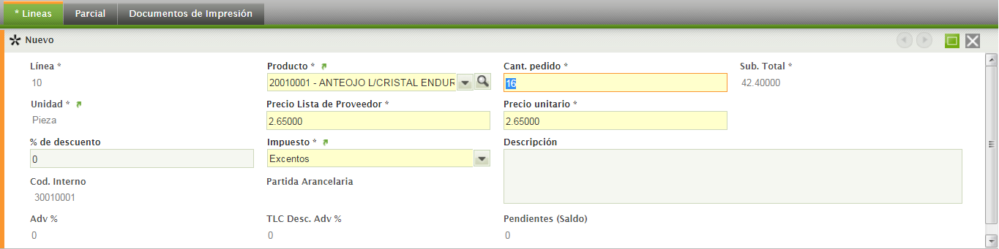 * Lineas Parcial Documentos de Impresión
Nuevo
Línea * Producto * Cant. pedido * Sub. Total *
10 20010001 - ANTEOJO L/CRISTAL ENDUR 16 42.40000
Unidad * Precio Lista de Proveedor * Precio unitario *
Pieza 2.65000 2.65000
% de descuento Impuesto * Descripción
0 Excentos
Cod. Interno Partida Arancelaria
30010001
Adv % TLC Desc. Adv % Pendientes (Saldo)
0 0 0